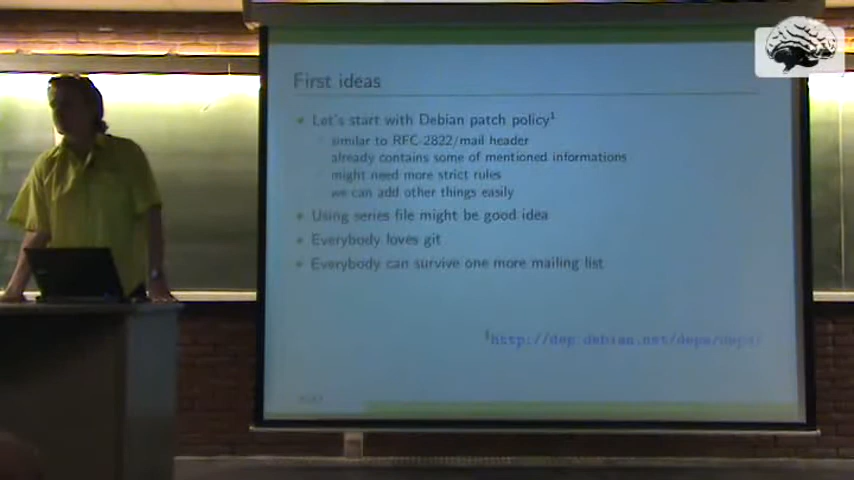 First ideas
Let's start with Debian patch policy¹
similar to RFC-2822/mail header
already contains some of mentioned informations
might need more strict rules
we can add other things easily
Using series file might be good idea
Everybody loves git
Everybody can survive one more mailing list
¹http://dep.debian.net/deps/dep3/